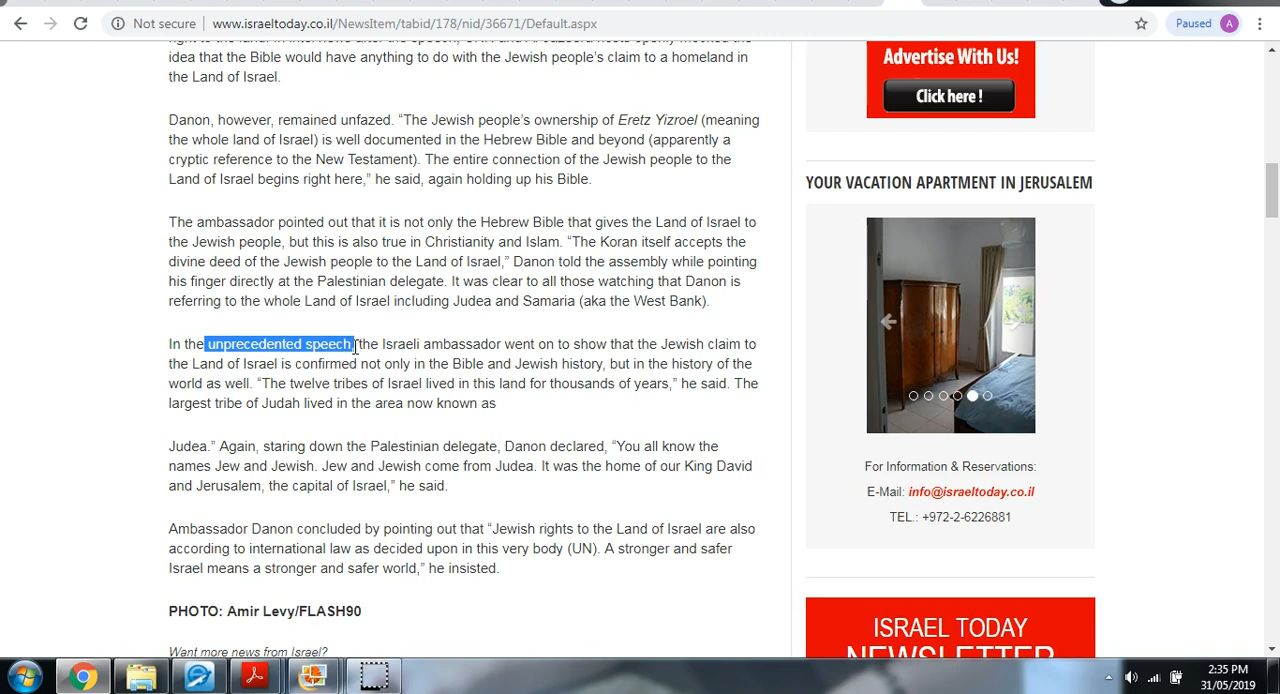 Not secure | www.israeltoday.co.il/NewsItem/tabid/178/nid/36671/Default.aspx
Paused A
idea that the Bible would have anything to do with the Jewish people's claim to a homeland in
the Land of Israel.
Danon, however, remained unfazed. “The Jewish people's ownership of Eretz Yizroel (meaning
the whole land of Israel) is well documented in the Hebrew Bible and beyond (apparently a
cryptic reference to the New Testament). The entire connection of the Jewish people to the
Land of Israel begins right here,” he said, again holding up his Bible.
The ambassador pointed out that it is not only the Hebrew Bible that gives the Land of Israel to
the Jewish people, but this is also true in Christianity and Islam. “The Koran itself accepts the
divine deed of the Jewish people to the Land of Israel,” Danon told the assembly while pointing
his finger directly at the Palestinian delegate. It was clear to all those watching that Danon is
referring to the whole Land of Israel including Judea and Samaria (aka the West Bank).
In the unprecedented speech, the Israeli ambassador went on to show that the Jewish claim to
the Land of Israel is confirmed not only in the Bible and Jewish history, but in the history of the
world as well. “The twelve tribes of Israel lived in this land for thousands of years,” he said. The
largest tribe of Judah lived in the area now known as
Judea.” Again, staring down the Palestinian delegate, Danon declared, “You all know the
names Jew and Jewish. Jew and Jewish come from Judea. It was the home of our King David
and Jerusalem, the capital of Israel,” he said.
Ambassador Danon concluded by pointing out that “Jewish rights to the Land of Israel are also
according to international law as decided upon in this very body (UN). A stronger and safer
Israel means a stronger and safer world,” he insisted.
PHOTO: Amir Levy/FLASH90
Want more news from Israel?
Advertise With Us!
Click here !
YOUR VACATION APARTMENT IN JERUSALEM
For Information & Reservations:
E-Mail: info@israeltoday.co.il
TEL.: +972-2-6226881
ISRAEL TODAY
NEWSLETTER
2:35 PM
31/05/2019